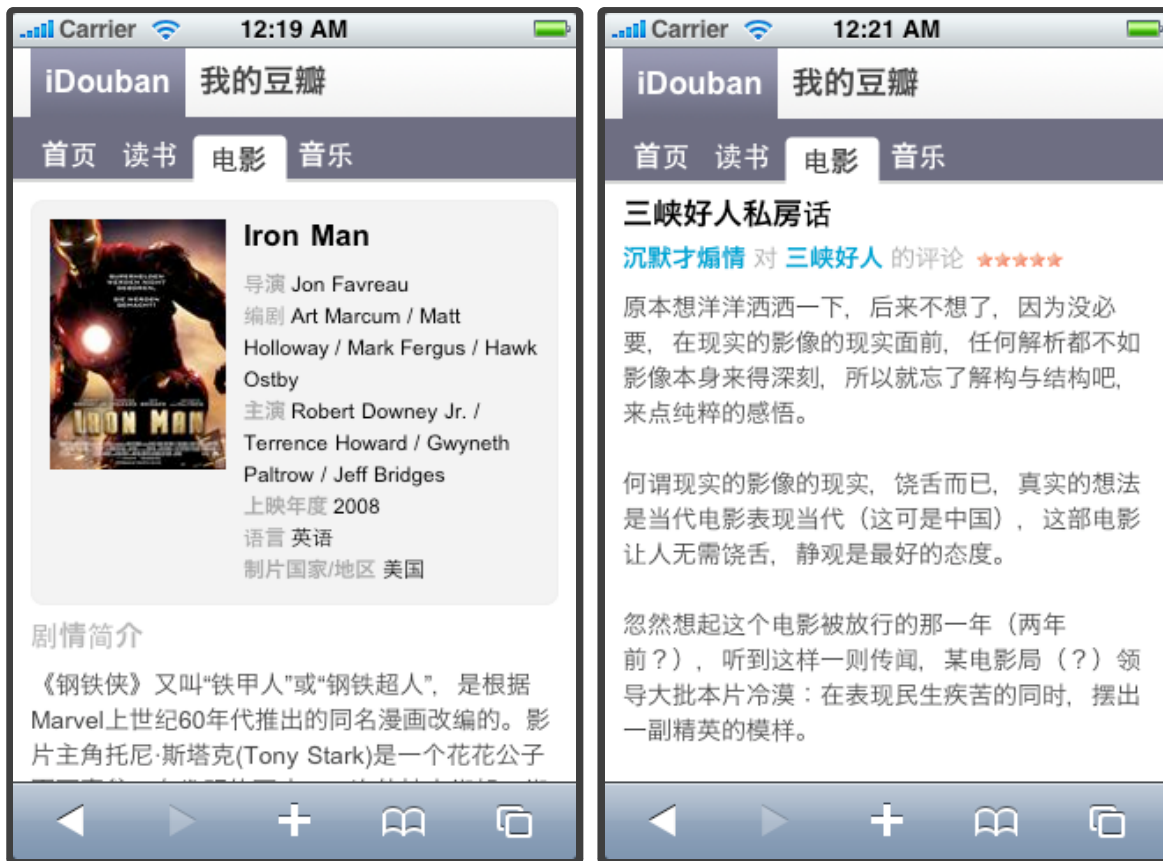 Carrier 12:19 AM
iDouban 我的豆瓣
首页 读书 电影 音乐
SUPERHELDEN
WERDEN NICHT
GEBOREN,
SIE WERDEN
GEMACHT!
IRON MAN
Iron Man
导演 Jon Favreau
编剧 Art Marcum / Matt
Holloway / Mark Fergus / Hawk
Ostby
主演 Robert Downey Jr. /
Terrence Howard / Gwyneth
Paltrow / Jeff Bridges
上映年度 2008
语言 英语
制片国家/地区 美国
剧情简介
《钢铁侠》又叫“铁甲人”或“钢铁超人”，是根据
Marvel上世纪60年代推出的同名漫画改编的。影
片主角托尼·斯塔克(Tony Stark)是一个花花公子
Carrier 12:21 AM
iDouban 我的豆瓣
首页 读书 电影 音乐
三峡好人私房话
沉默才煽情 对 三峡好人 的评论 ★★★★★
原本想洋洋洒洒一下，后来不想了，因为没必
要，在现实的影像的现实面前，任何解析都不如
影像本身来得深刻，所以就忘了解构与结构吧，
来点纯粹的感悟。
何谓现实的影像的现实，饶舌而已，真实的想法
是当代电影表现当代（这可是中国），这部电影
让人无需饶舌，静观是最好的态度。
忽然想起这个电影被放行的那一年（两年
前？），听到这样一则传闻，某电影局（？）领
导大批本片冷漠：在表现民生疾苦的同时，摆出
一副精英的模样。